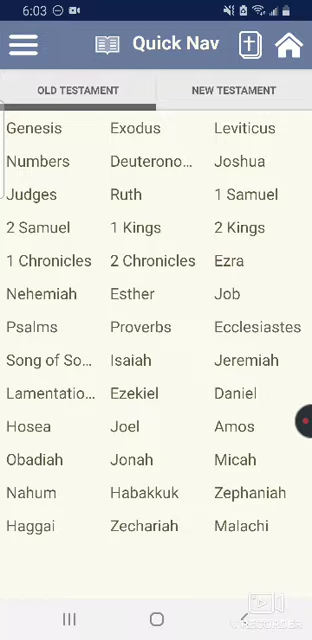 6:03
Quick Nav
OLD TESTAMENT NEW TESTAMENT
Genesis Exodus Leviticus
Numbers Deuterono... Joshua
Judges Ruth 1 Samuel
2 Samuel 1 Kings 2 Kings
1 Chronicles 2 Chronicles Ezra
Nehemiah Esther Job
Psalms Proverbs Ecclesiastes
Song of So... Isaiah Jeremiah
Lamentatio... Ezekiel Daniel
Hosea Joel Amos
Obadiah Jonah Micah
Nahum Habakkuk Zephaniah
Haggai Zechariah Malachi
V RECORDER